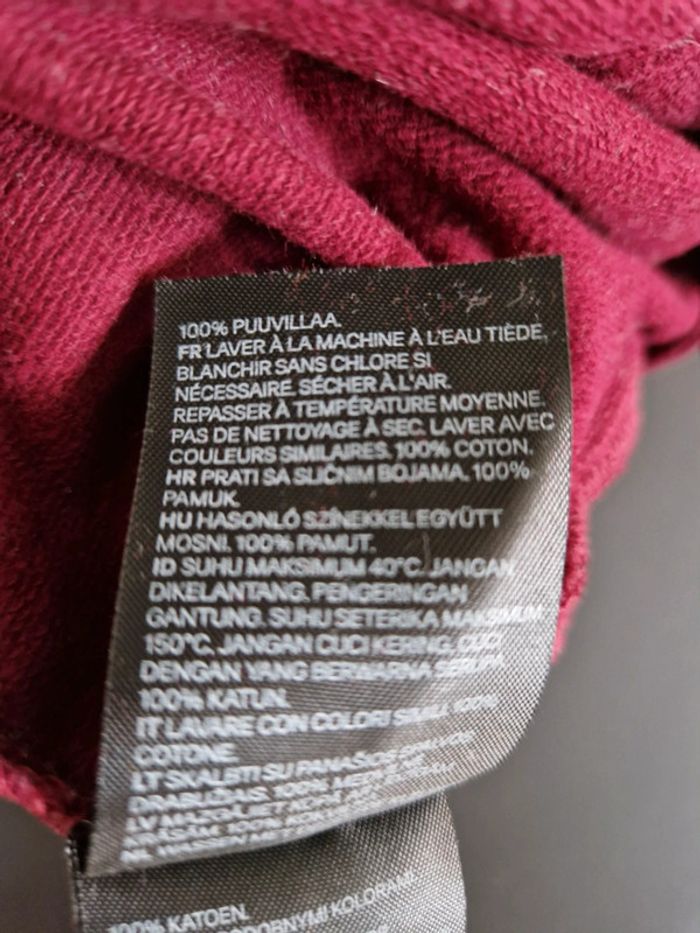 100% PUUVILLAA.
FR LAVER À LA MACHINE À L'EAU TIÈDE,
BLANCHIR SANS CHLORE SI
NÉCESSAIRE. SÉCHER À L'AIR.
REPASSER À TEMPÉRATURE MOYENNE.
PAS DE NETTOYAGE À SEC. LAVER AVEC
COULEURS SIMILAIRES. 100% COTON.
HR PRATI SA SLIČNIM BOJAMA. 100%
PAMUK.
HU HASONLÓ SZÍNEKKEL EGYÜTT
MOSNI. 100% PAMUT.
ID SUHU MAKSIMUM 40°C. JANGAN
DIKELANTANG. PENGERINGAN
GANTUNG. SUHU SETERIKA MAKSIMUM
150°C. JANGAN CUCI KERING. CUCI
DENGAN YANG BERWARNA SERUPA
100% KATUN.
IT LAVARE CON COLORI SIMILI. 100%
COTONE.
LT SKALBTI SU PANAŠIOS
100%
LV
100%
100% KATOEN.
KOLORAMI.